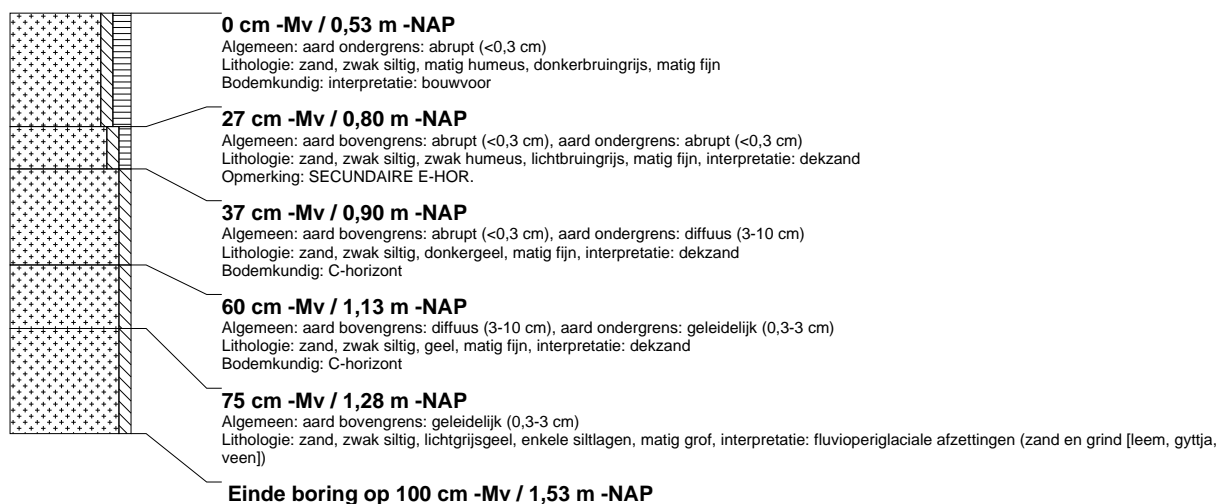 0 cm -Mv / 0,53 m -NAP
Algemeen: aard ondergrens: abrupt (<0,3 cm)
Lithologie: zand, zwak siltig, matig humeus, donkerbruingrijs, matig fijn
Bodemkundig: interpretatie: bouwvoor
27 cm -Mv / 0,80 m -NAP
Algemeen: aard bovengrens: abrupt (<0,3 cm), aard ondergrens: abrupt (<0,3 cm)
Lithologie: zand, zwak siltig, zwak humeus, lichtbruingrijs, matig fijn, interpretatie: dekzand
Opmerking: SECUNDAIRE E-HOR.
37 cm -Mv / 0,90 m -NAP
Algemeen: aard bovengrens: abrupt (<0,3 cm), aard ondergrens: diffuus (3-10 cm)
Lithologie: zand, zwak siltig, donkergeel, matig fijn, interpretatie: dekzand
Bodemkundig: C-horizont
60 cm -Mv / 1,13 m -NAP
Algemeen: aard bovengrens: diffuus (3-10 cm), aard ondergrens: geleidelijk (0,3-3 cm)
Lithologie: zand, zwak siltig, geel, matig fijn, interpretatie: dekzand
Bodemkundig: C-horizont
75 cm -Mv / 1,28 m -NAP
Algemeen: aard bovengrens: geleidelijk (0,3-3 cm)
Lithologie: zand, zwak siltig, lichtgrijsgeel, enkele siltlagen, matig grof, interpretatie: fluvioperiglaciale afzettingen (zand en grind [leem, gyttja,
veen])
Einde boring op 100 cm -Mv / 1,53 m -NAP